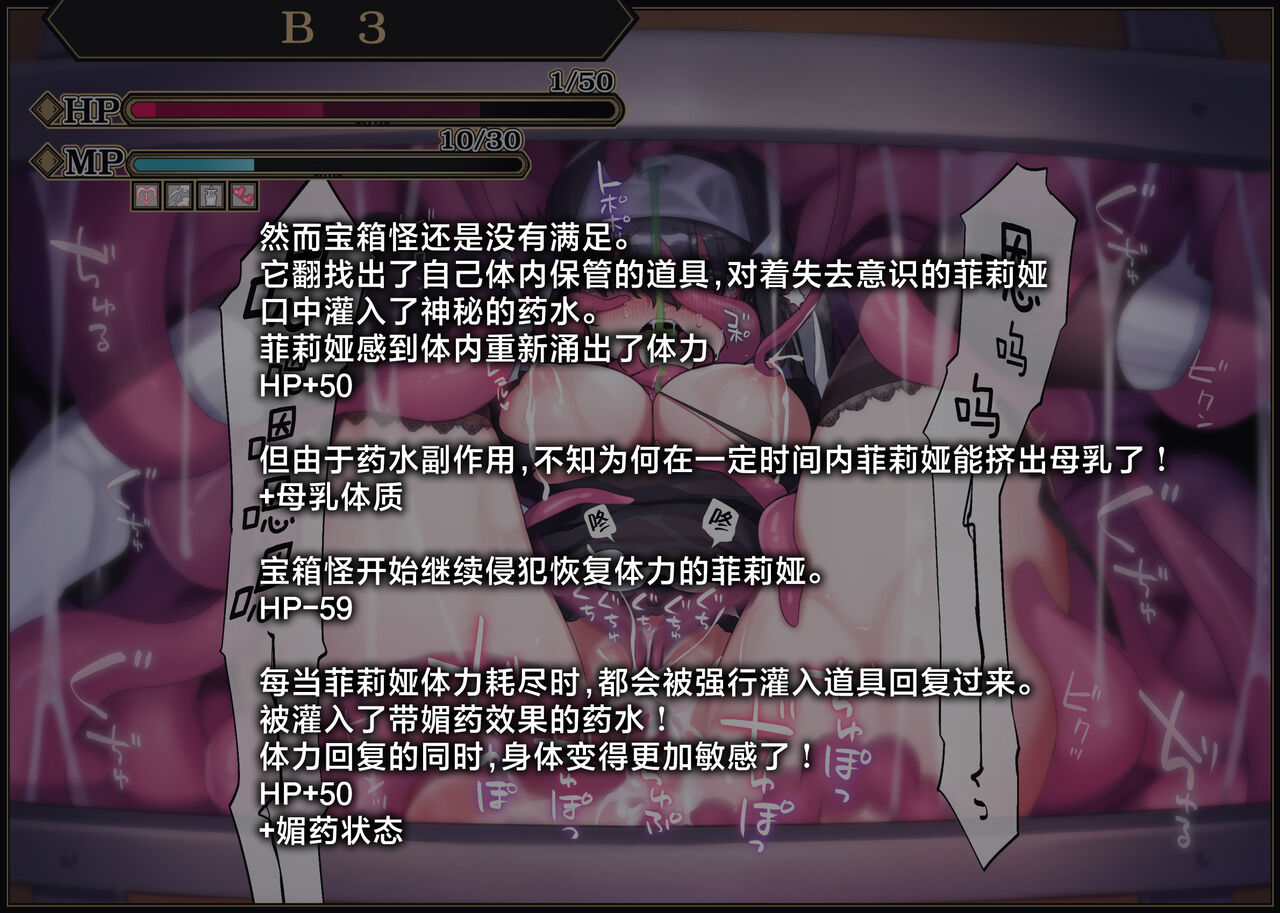 B 3
1/50
HP
10/30
MP
然而宝箱怪还是没有满足。
它翻找出了自己体内保管的道具,对着失去意识的菲莉娅
口中灌入了神秘的药水。
菲莉娅感到体内重新涌出了体力,
HP+50
但由于药水副作用,不知为何在一定时间内菲莉娅能挤出母乳了！
+母乳体质
宝箱怪开始继续侵犯恢复体力的菲莉娅。
HP-59
每当菲莉娅体力耗尽时,都会被强行灌入道具回复过来。
被灌入了带媚药效果的药水！
体力回复的同时,身体变得更加敏感了！
HP+50
+媚药状态
咚
咚
呜
呜